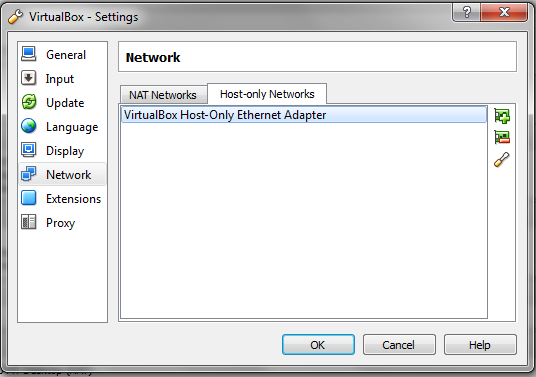 VirtualBox - Settings
?
General
Input
Update
Language
Display
Network
Extensions
Proxy
Network
NAT Networks
Host-only Networks
VirtualBox Host-Only Ethernet Adapter
OK
Cancel
Help